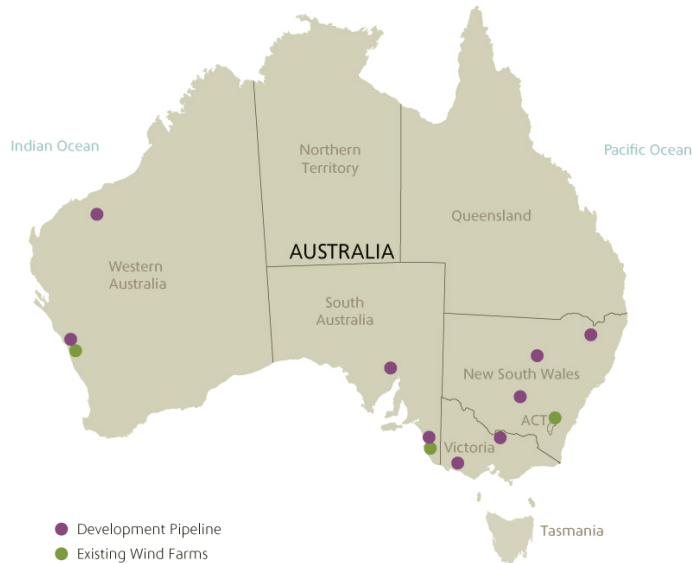 Indian Ocean
Pacific Ocean
Northern
Territory
Queensland
AUSTRALIA
Western
Australia
South
Australia
New South Wales
ACT
Victoria
Tasmania
Development Pipeline
Existing Wind Farms